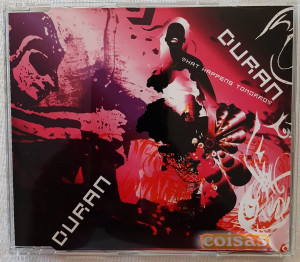 DURAN
WHAT HAPPENS TOMORROW
DURAN
coisas